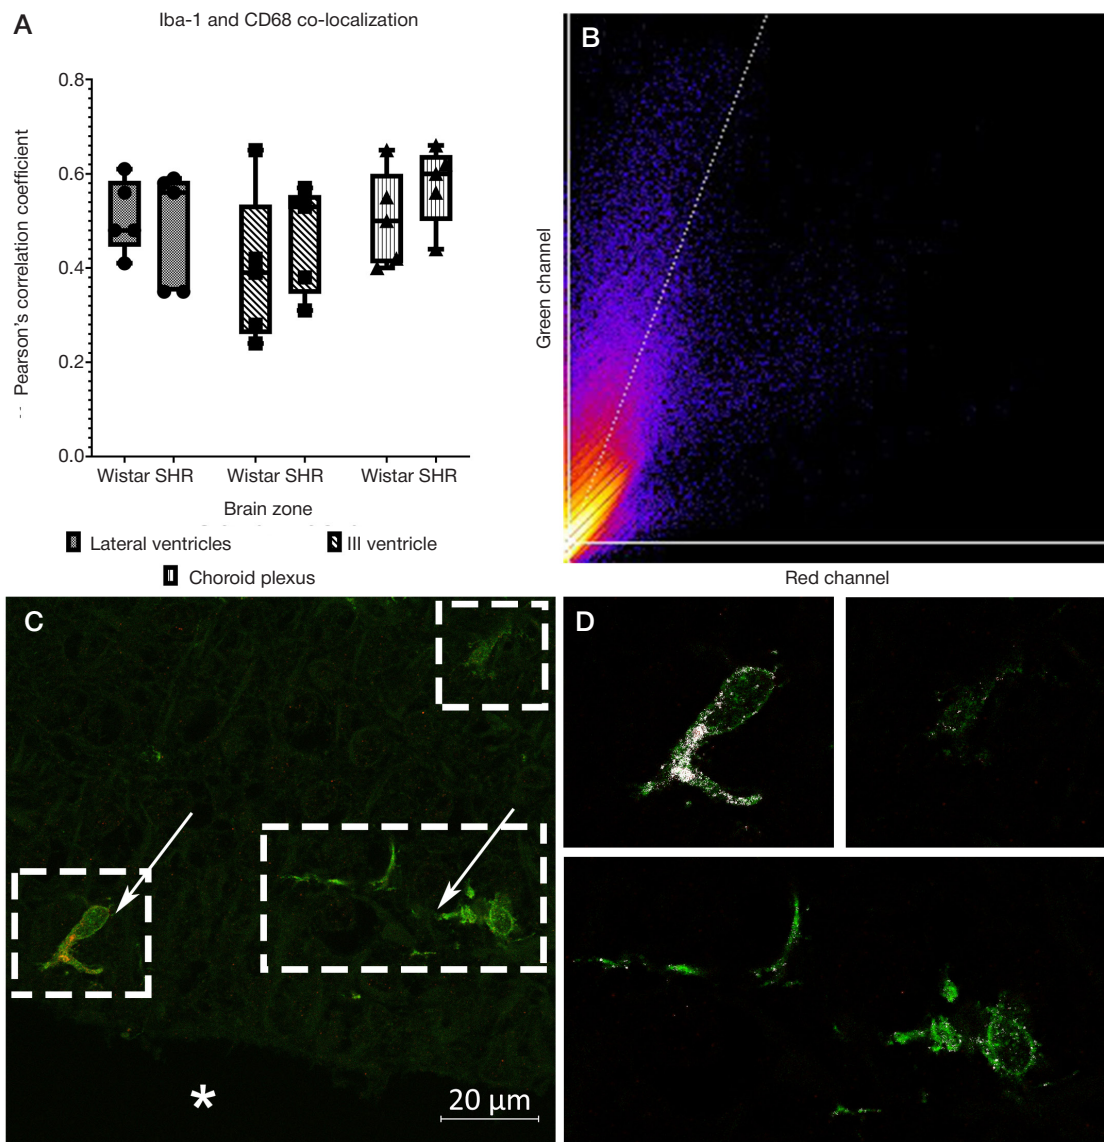 A
Iba-1 and CD68 co-localization
Pearson's correlation coefficient
0.8
0.6
0.4
0.2
0.0
Wistar SHR Wistar SHR Wistar SHR
Brain zone
Lateral ventricles
III ventricle
Choroid plexus
B
Green channel
Red channel
C
*
20 µm
D